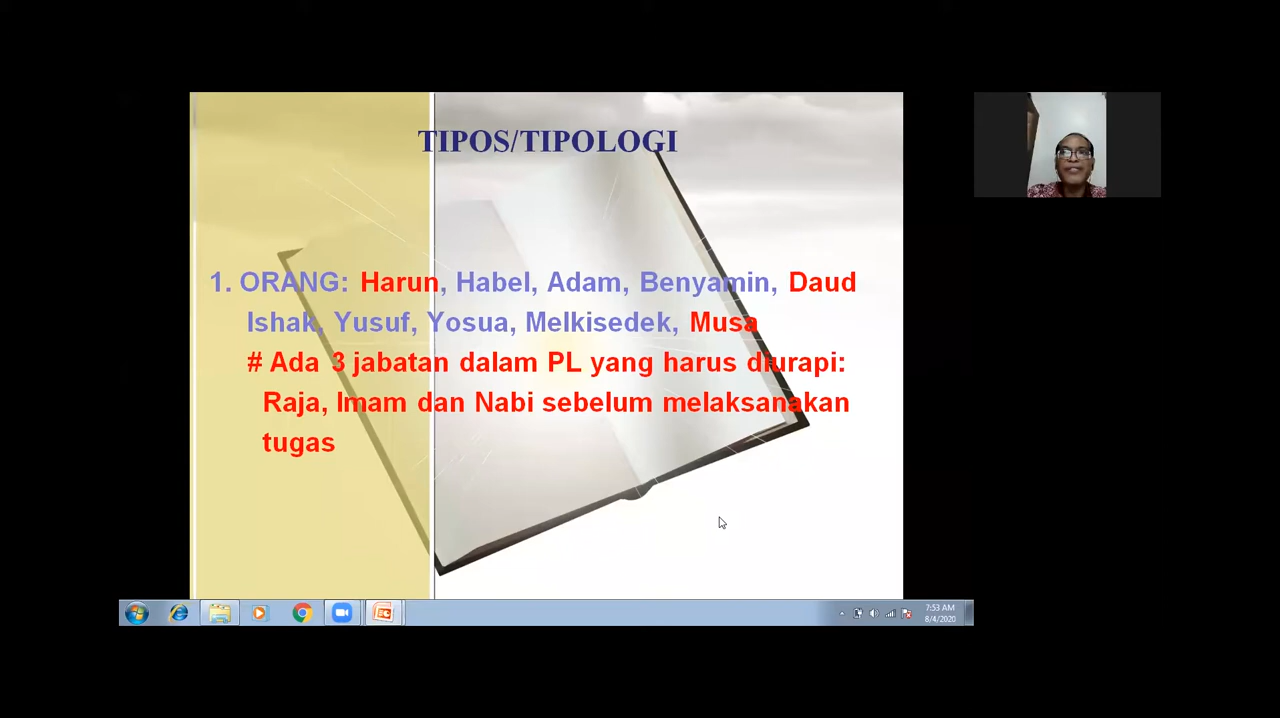 TIPOS/TIPOLOGI
1. ORANG: Harun, Habel, Adam, Benyamin, Daud
Ishak, Yusuf, Yosua, Melkisedek, Musa
# Ada 3 jabatan dalam PL yang harus diurapi:
Raja, Imam dan Nabi sebelum melaksanakan
tugas
7:53 AM
8/4/2020